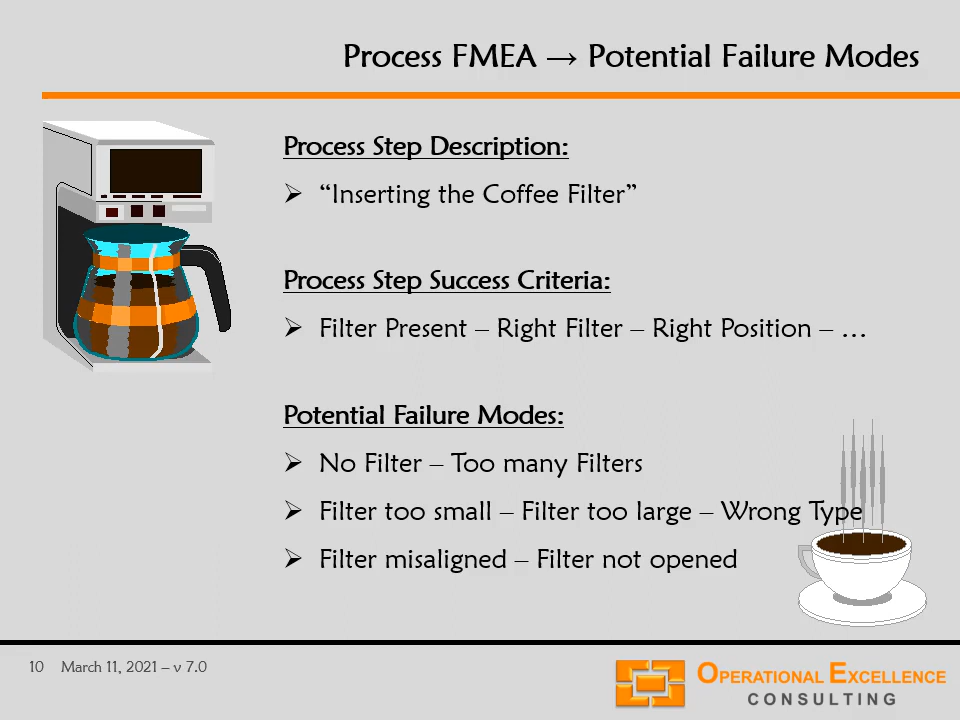 Process FMEA → Potential Failure Modes
Process Step Description:
➢ “Inserting the Coffee Filter”
Process Step Success Criteria:
➢ Filter Present – Right Filter – Right Position – …
Potential Failure Modes:
➢ No Filter – Too many Filters
➢ Filter too small – Filter too large – Wrong Type
➢ Filter misaligned – Filter not opened
10 March 11, 2021 – v 7.0
OPERATIONAL EXCELLENCE
CONSULTING